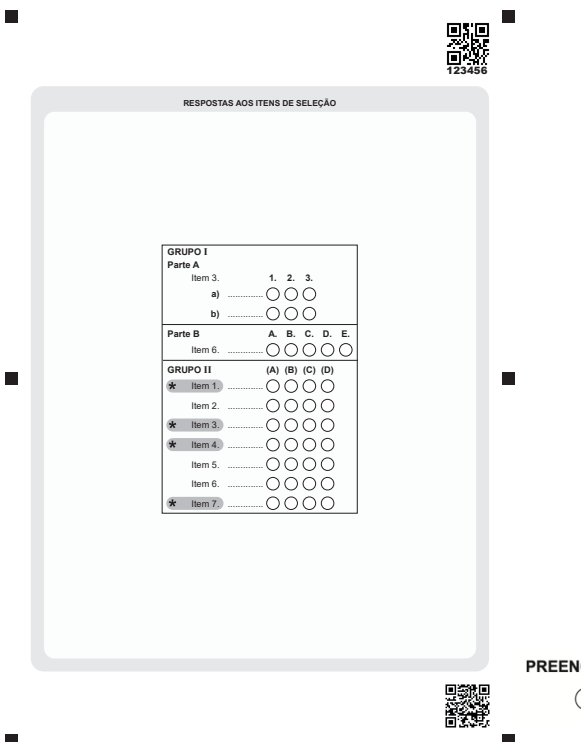 123456
RESPOSTAS AOS ITENS DE SELEÇÃO
GRUPO I
Parte A
Item 3. 1. 2. 3.
a) ..............
b) ..............
Parte B A. B. C. D. E.
Item 6. ..............
GRUPO II (A) (B) (C) (D)
* Item 1. ..............
Item 2. ..............
* Item 3. ..............
* Item 4. ..............
Item 5. ..............
Item 6. ..............
* Item 7. ..............